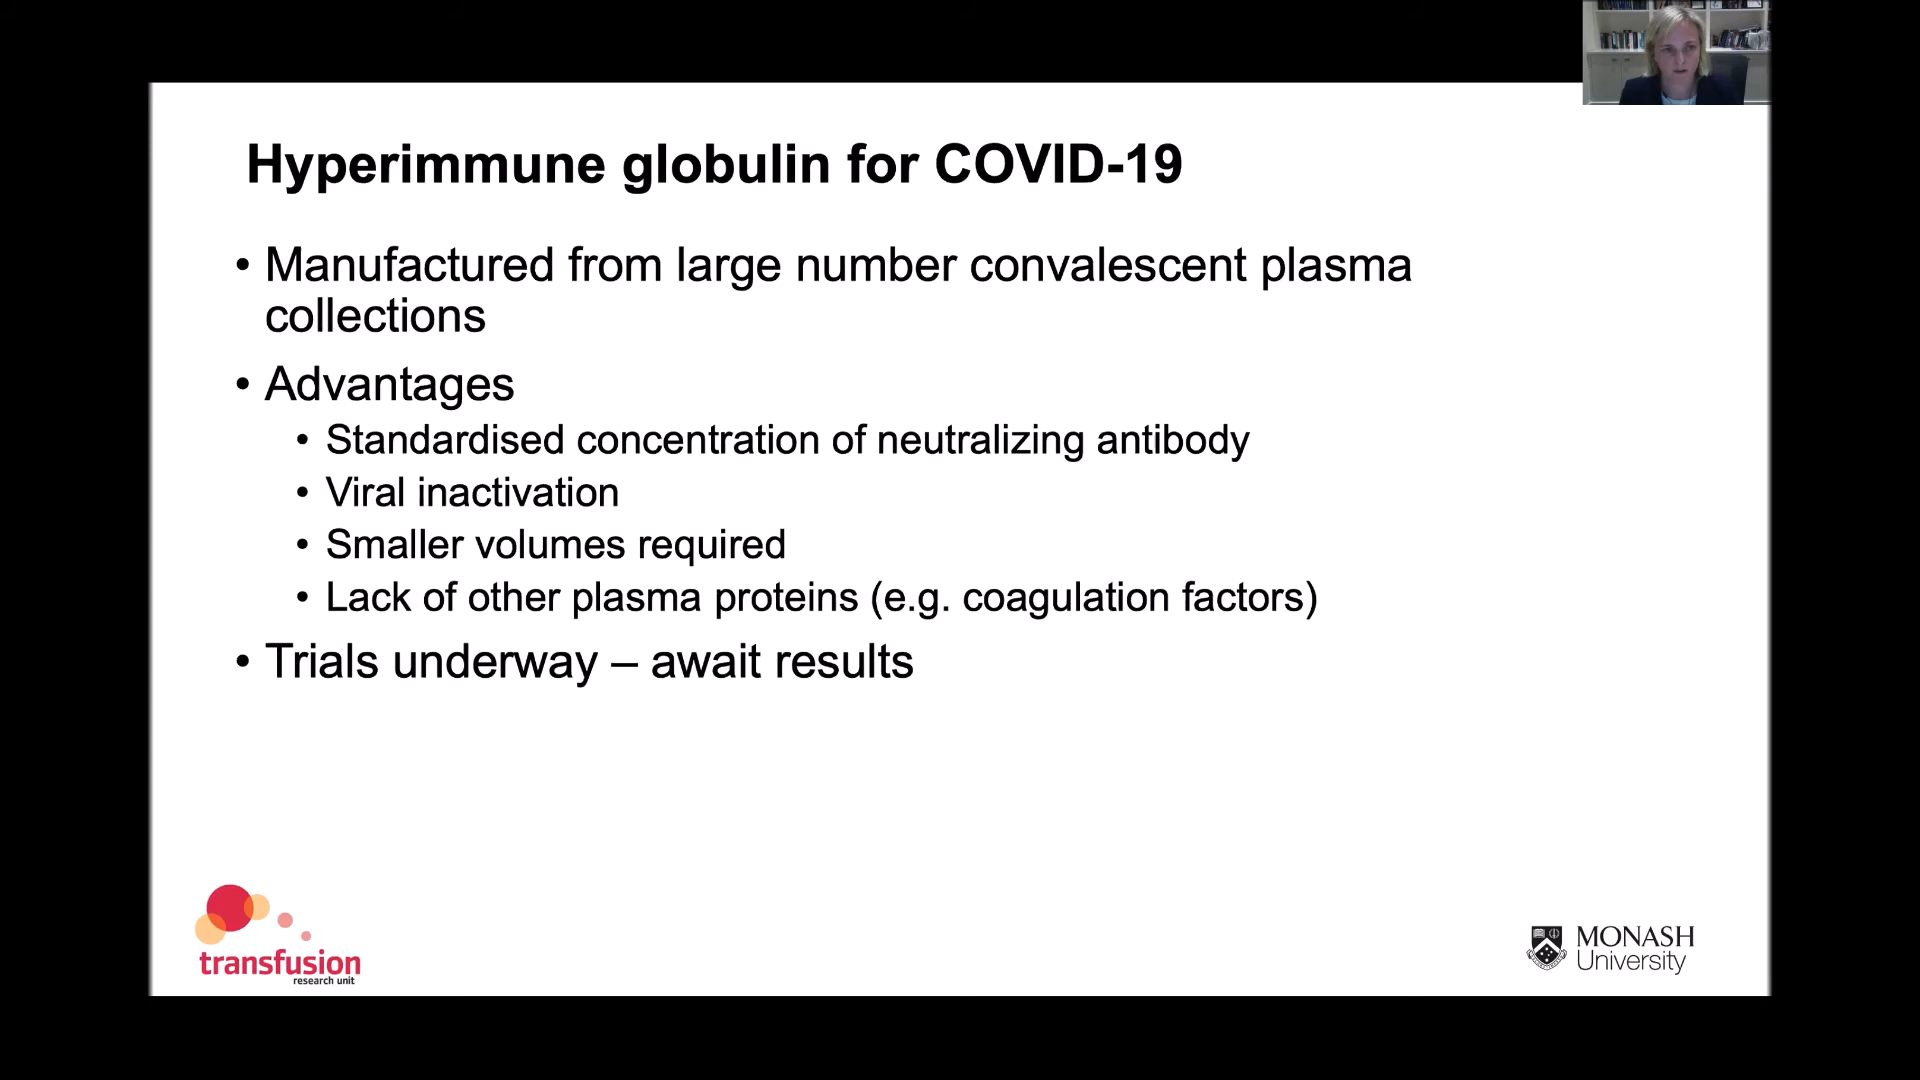 Hyperimmune globulin for COVID-19
• Manufactured from large number convalescent plasma
collections
• Advantages
• Standardised concentration of neutralizing antibody
• Viral inactivation
• Smaller volumes required
• Lack of other plasma proteins (e.g. coagulation factors)
• Trials underway – await results
transfusion
research unit
MONASH
University